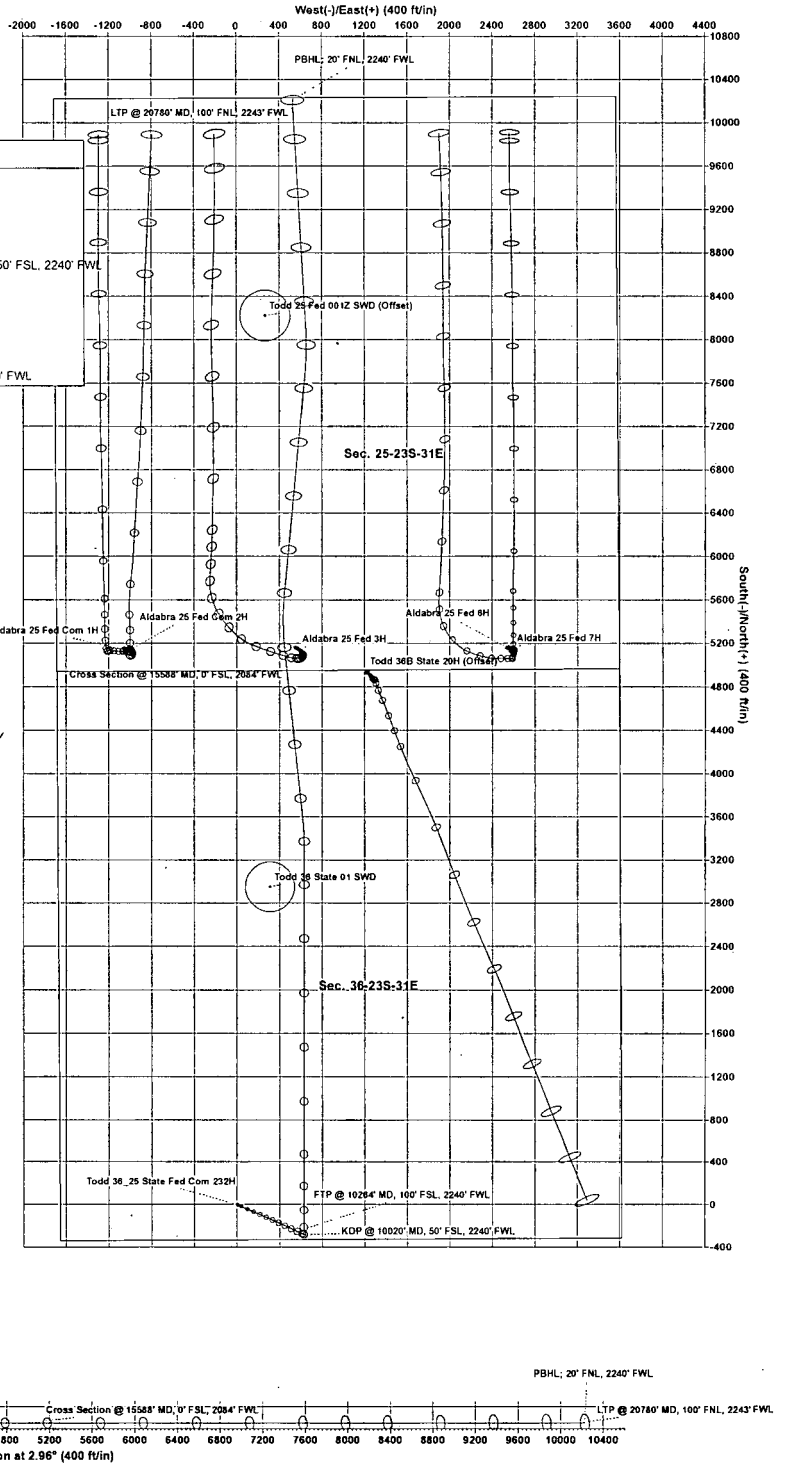 West(-)/East(+) (400 ft/in)
-2000 -1600 -1200 -800 -400 0 400 800 1200 1600 2000 2400 2800 3200 3600 4000 4400
10800
PBHL; 20' FNL, 2240' FWL
10400
LTP @ 20780' MD, 100' FNL, 2243' FWL
10000
9600
9200
50' FSL, 2240' FWL
8800
8400
Todd 25 Fed 001Z SWD (Offset)
8000
' FWL
7600
7200
Sec. 25-23S-31E
6800
6400
6000
South(-)/North(+) (400 ft/in)
5600
Aldabra 25 Fed Com 2H
Aldabra 25 Fed 6H
dabra 25 Fed Com 1H
Aldabra 25 Fed 3H
Aldabra 25 Fed 7H
5200
Todd 36B State 20H (Offset)
Cross Section @ 15588' MD, 0' FSL, 2084' FWL
4800
4400
4000
3600
3200
Todd 36 State 01 SWD
2800
2400
Sec. 36-23S-31E
2000
1600
1200
800
400
Todd 36_25 State Fed Com 232H
FTP @ 10264' MD, 100' FSL, 2240' FWL
0
KDP @ 10020' MD, 50' FSL, 2240' FWL
-400
PBHL; 20' FNL, 2240' FWL
Cross Section @ 15588' MD, 0' FSL, 2084' FWL
LTP @ 20780' MD, 100' FNL, 2243' FWL
800 5200 5600 6000 6400 6800 7200 7600 8000 8400 8800 9200 9600 10000 10400
on at 2.96° (400 ft/in)